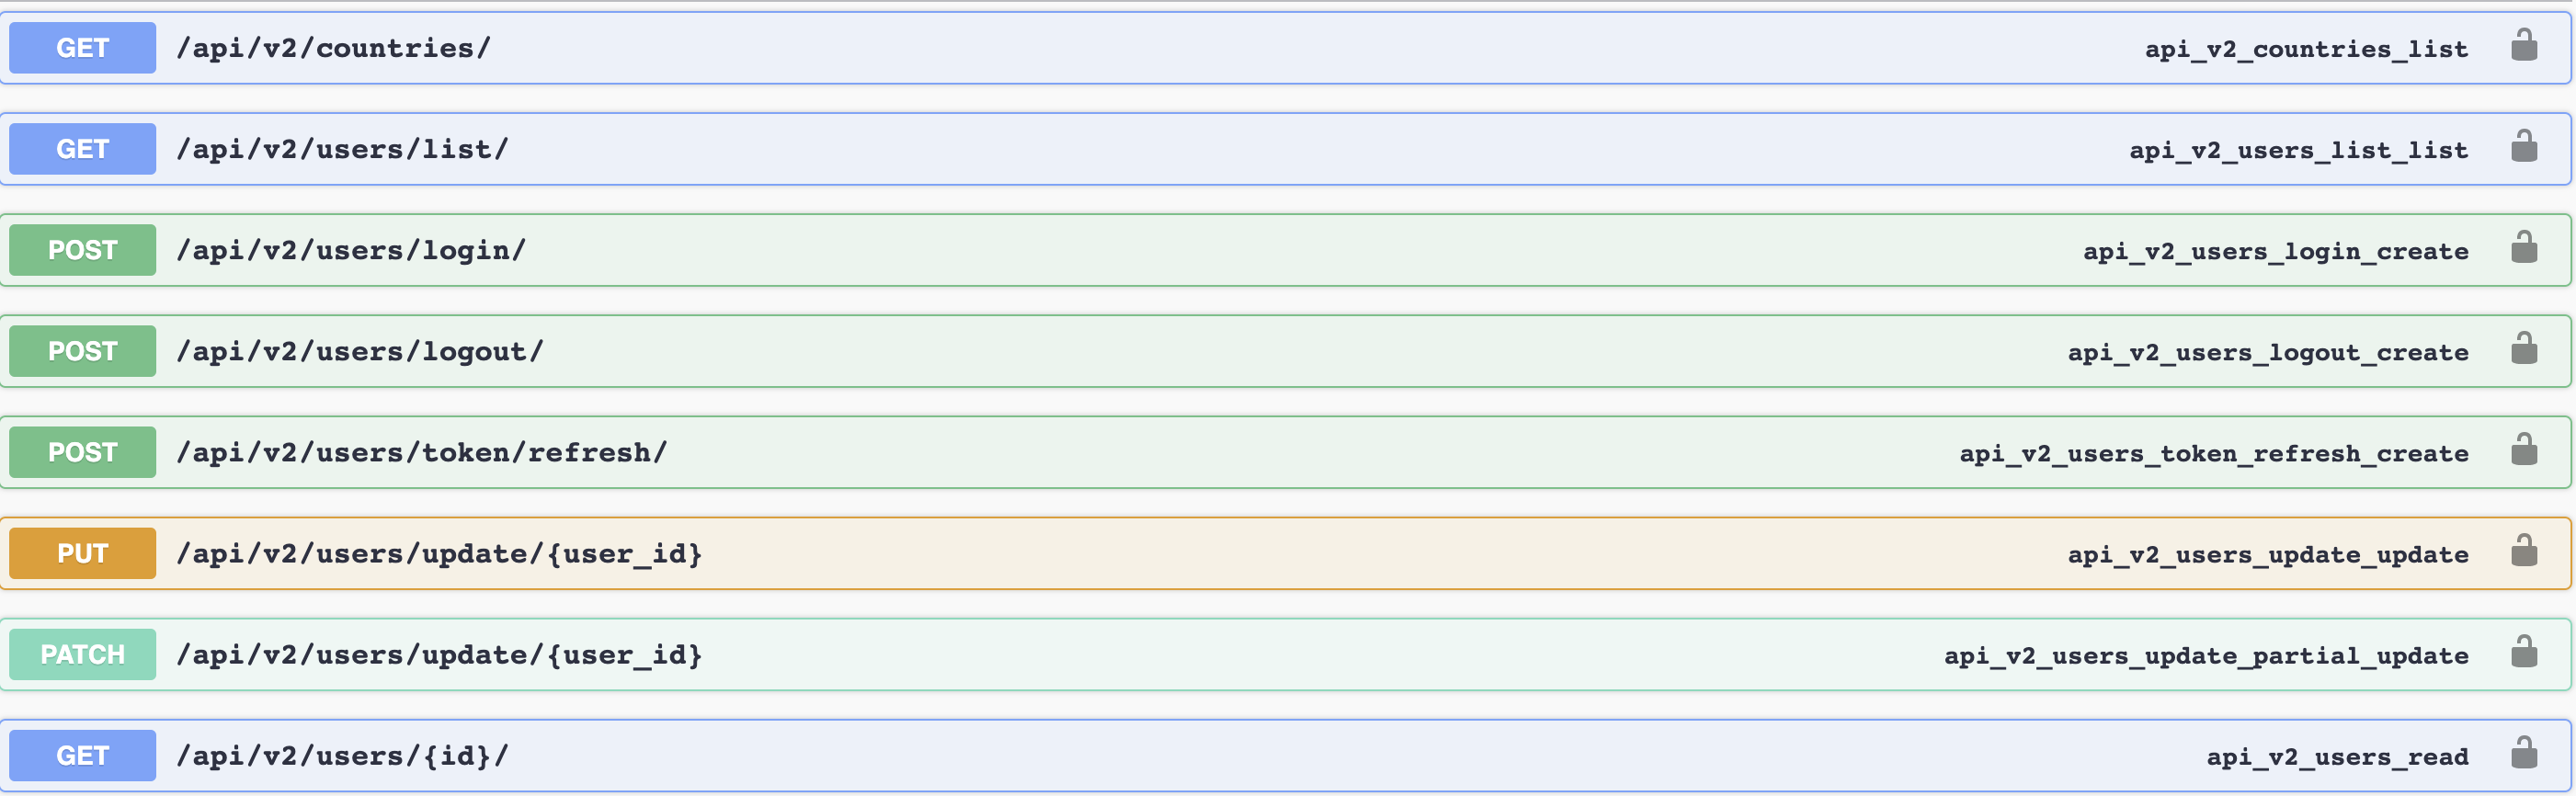 GET /api/v2/countries/ api_v2_countries_list
GET /api/v2/users/list/ api_v2_users_list_list
POST /api/v2/users/login/ api_v2_users_login_create
POST /api/v2/users/logout/ api_v2_users_logout_create
POST /api/v2/users/token/refresh/ api_v2_users_token_refresh_create
PUT /api/v2/users/update/{user_id} api_v2_users_update_update
PATCH /api/v2/users/update/{user_id} api_v2_users_update_partial_update
GET /api/v2/users/{id}/ api_v2_users_read